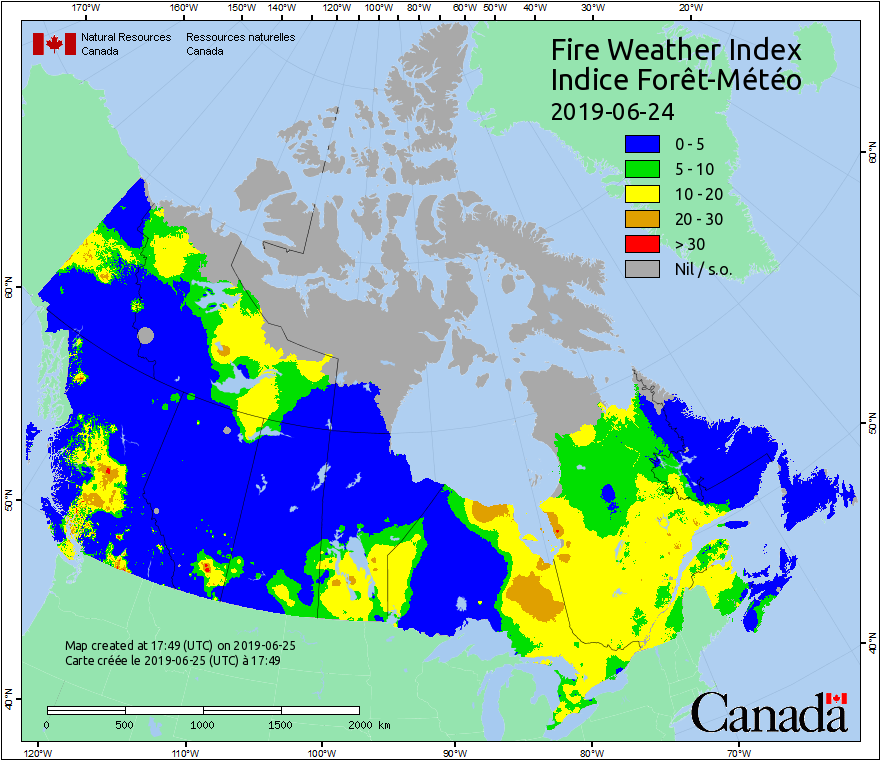 170°W 160°W 150°W 140°W 130°W 120°W 110°W 100°W 90°W 80°W 70°W 60°W 50°W 40°W 30°W 20°W
Natural Resources Ressources naturelles
Canada Canada
Fire Weather Index
Indice Forêt-Météo
2019-06-24
0 - 5
5 - 10
10 - 20
20 - 30
> 30
Nil / s.o.
60°N
60°N
50°N
50°N
40°N
40°N
Map created at 17:49 (UTC) on 2019-06-25
Carte créée le 2019-06-25 (UTC) à 17:49
0 500 1000 1500 2000 km
Canada
120°W 110°W 100°W 90°W 80°W 70°W